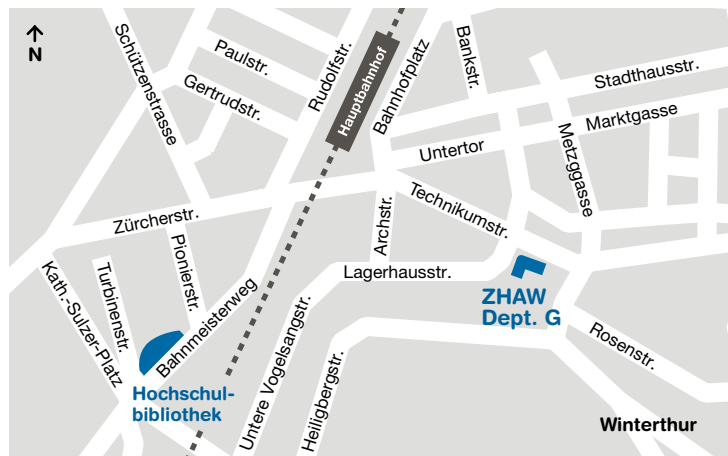 N
Schützenstrasse
Paulstr.
Gertrudstr.
Rudolfstr.
Hauptbahnhof
Bahnhofplatz
Bankstr.
Stadthausstr.
Marktgasse
Untertor
Metzggasse
Technikumstr.
Zürcherstr.
Archstr.
Pionierstr.
Lagerhausstr.
Kath.-Sulzer-Platz
Turbinenstr.
Bahnmeisterweg
ZHAW
Dept. G
Untere Vogelsangstr.
Heiligbergstr.
Rosenstr.
Hochschul-
bibliothek
Winterthur